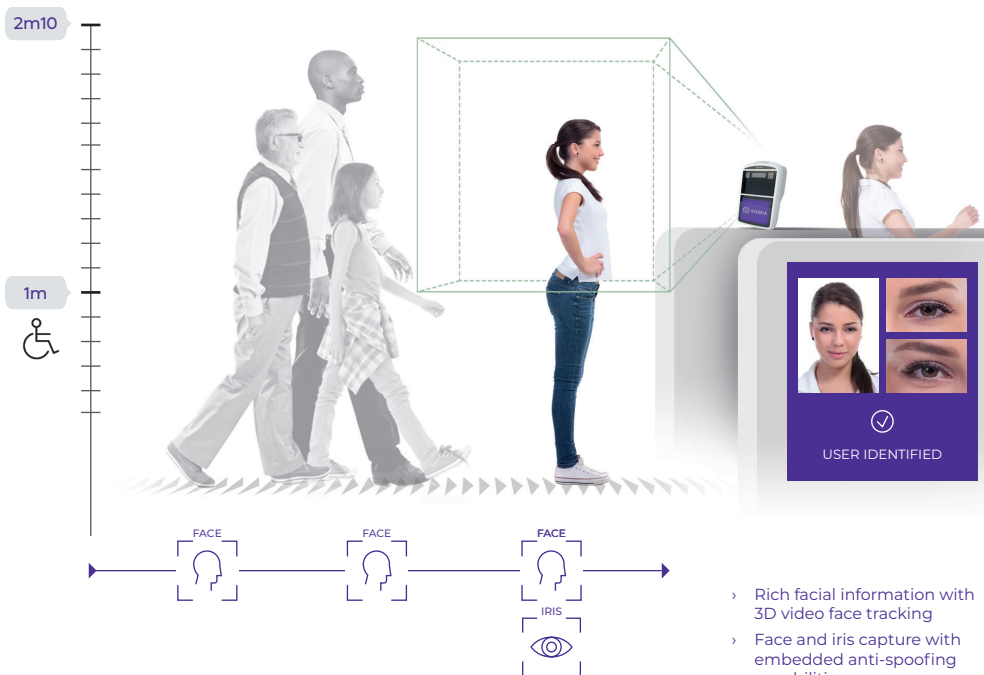 2m10
1m
IDEMIA
USER IDENTIFIED
FACE
FACE
FACE
IRIS
› Rich facial information with
3D video face tracking
› Face and iris capture with
embedded anti-spoofing